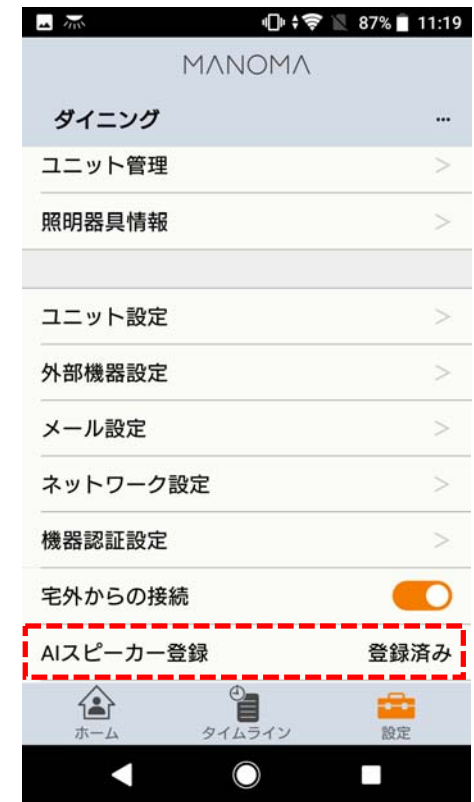 87% 11:19
MANOMA
ダイニング ...
ユニット管理 >
照明器具情報 >
ユニット設定 >
外部機器設定 >
メール設定 >
ネットワーク設定 >
機器認証設定 >
宅外からの接続
AIスピーカー登録 登録済み
ホーム タイムライン 設定